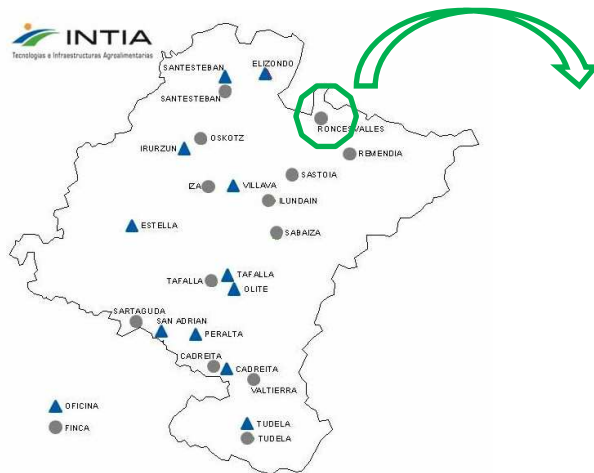 INTIA
Tecnologías e Infraestructuras Agroalimentarias
ELIZONDO
SANTESTEBAN
SANTESTEBAN
RONCESVALLES
OSKOTZ
IRURZUN
REMENDIA
SASTOIA
IZA
VILLAVA
ILUNDAIN
ESTELLA
SABAIZA
TAFALLA
TAFALLA
OLITE
SARTAGUDA
SAN ADRIAN
PERALTA
CADREITA
CADREITA
VALTIERRA
OFICINA
TUDELA
FINCA
TUDELA